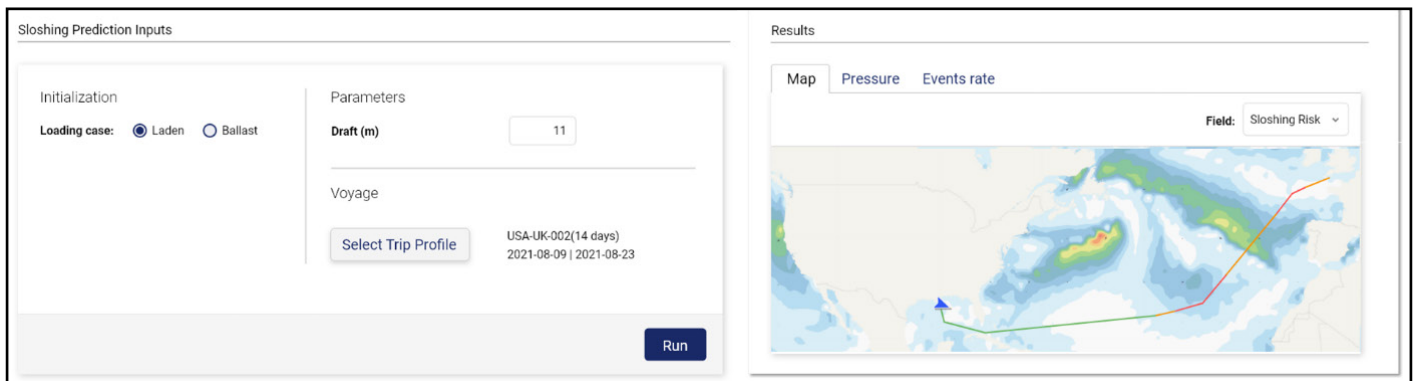 Sloshing Prediction Inputs
Initialization
Loading case: Laden Ballast
Parameters
Draft (m) 11
Voyage
Select Trip Profile
USA-UK-002(14 days)
2021-08-09 | 2021-08-23
Run
Results
Map Pressure Events rate
Field: Sloshing Risk